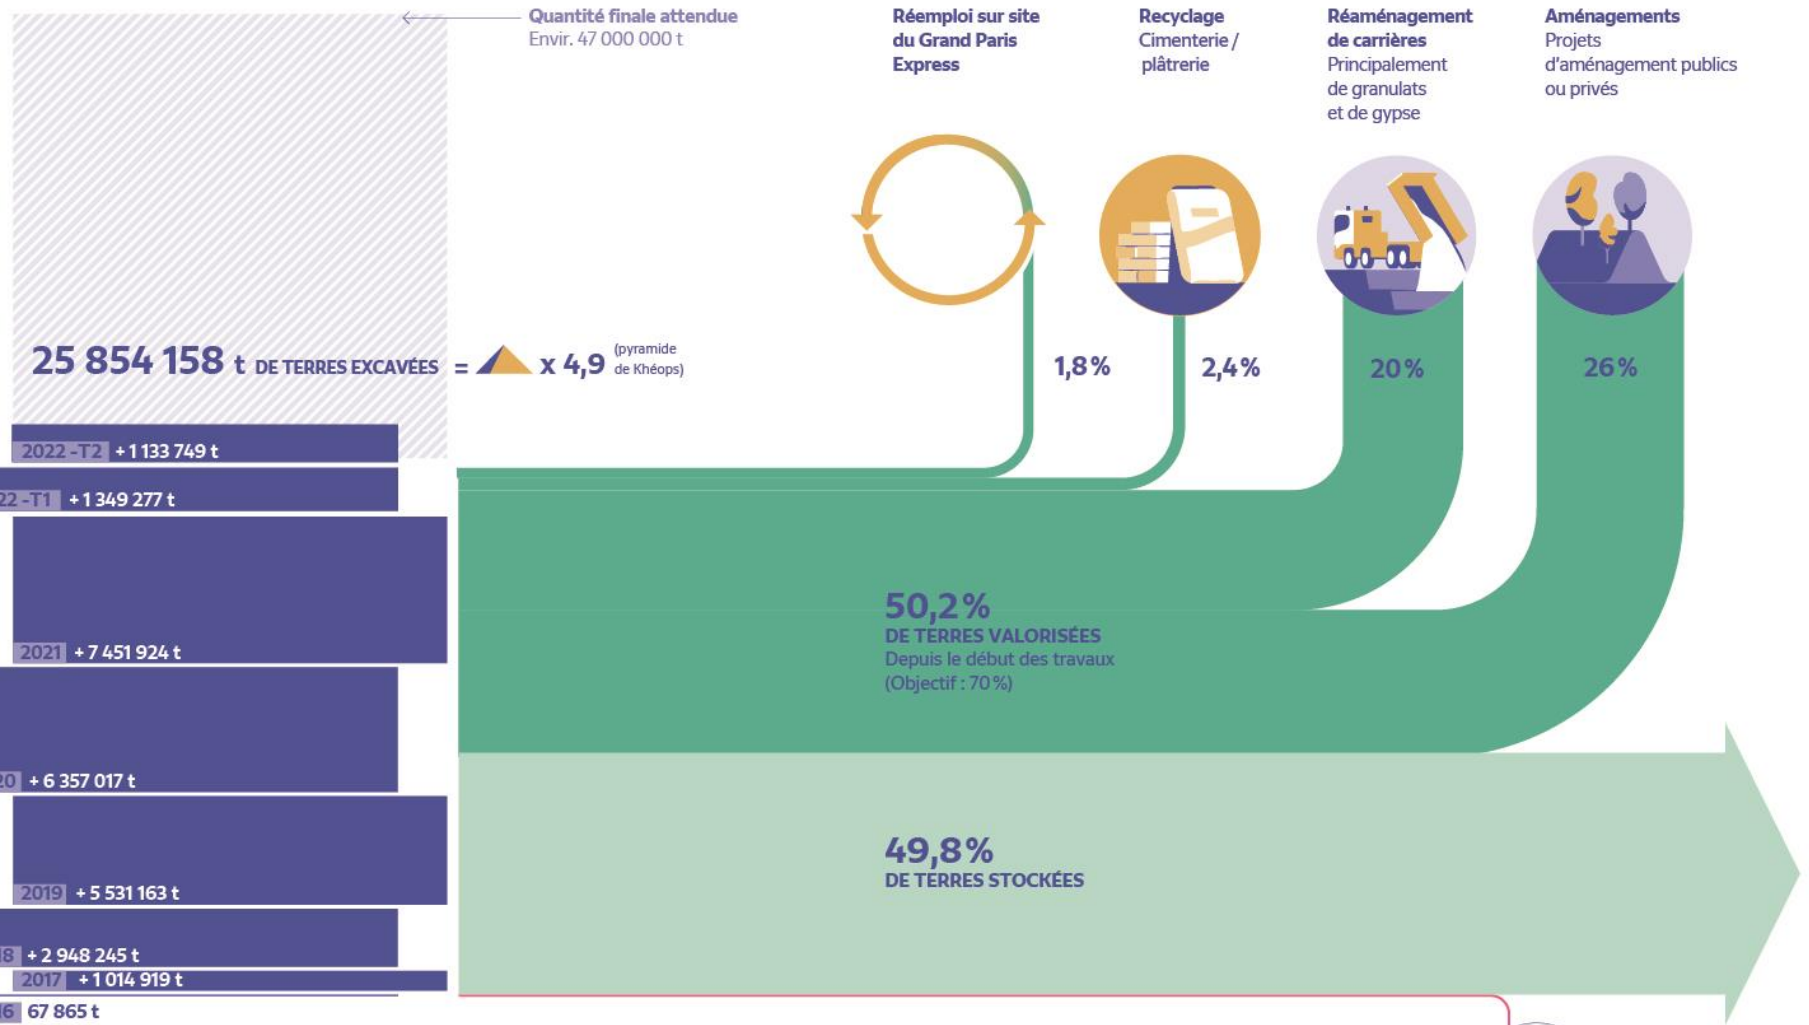 Quantité finale attendue
Envir. 47 000 000 t
Réemploi sur site
du Grand Paris
Express
Recyclage
Cimenterie /
plâtrerie
Réaménagement
de carrières
Principalement
de granulats
et de gypse
Aménagements
Projets
d'aménagement publics
ou privés
25 854 158 t DE TERRES EXCAVÉES = x 4,9 (pyramide
de Khéops)
1,8 %
2,4 %
20 %
26 %
2022 - T2 + 1 133 749 t
22 - T1 + 1 349 277 t
2021 + 7 451 924 t
20 + 6 357 017 t
2019 + 5 531 163 t
18 + 2 948 245 t
2017 + 1 014 919 t
16 67 865 t
50,2 %
DE TERRES VALORISÉES
Depuis le début des travaux
(Objectif : 70 %)
49,8 %
DE TERRES STOCKÉES